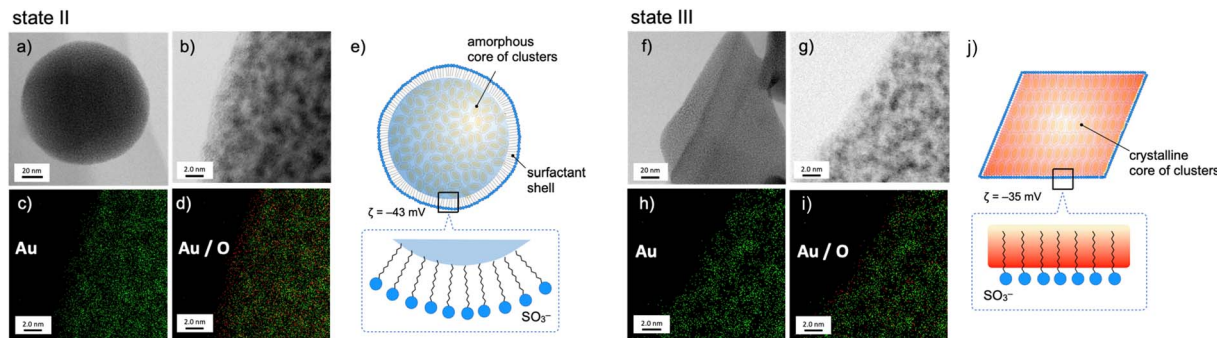 state II
a)
20 nm
b)
2.0 nm
c)
Au
2.0 nm
d)
Au / O
2.0 nm
e)
amorphous
core of clusters
surfactant
shell
ζ = –43 mV
SO₃⁻
state III
f)
20 nm
g)
2.0 nm
h)
Au
2.0 nm
i)
Au / O
2.0 nm
j)
crystalline
core of clusters
ζ = –35 mV
SO₃⁻